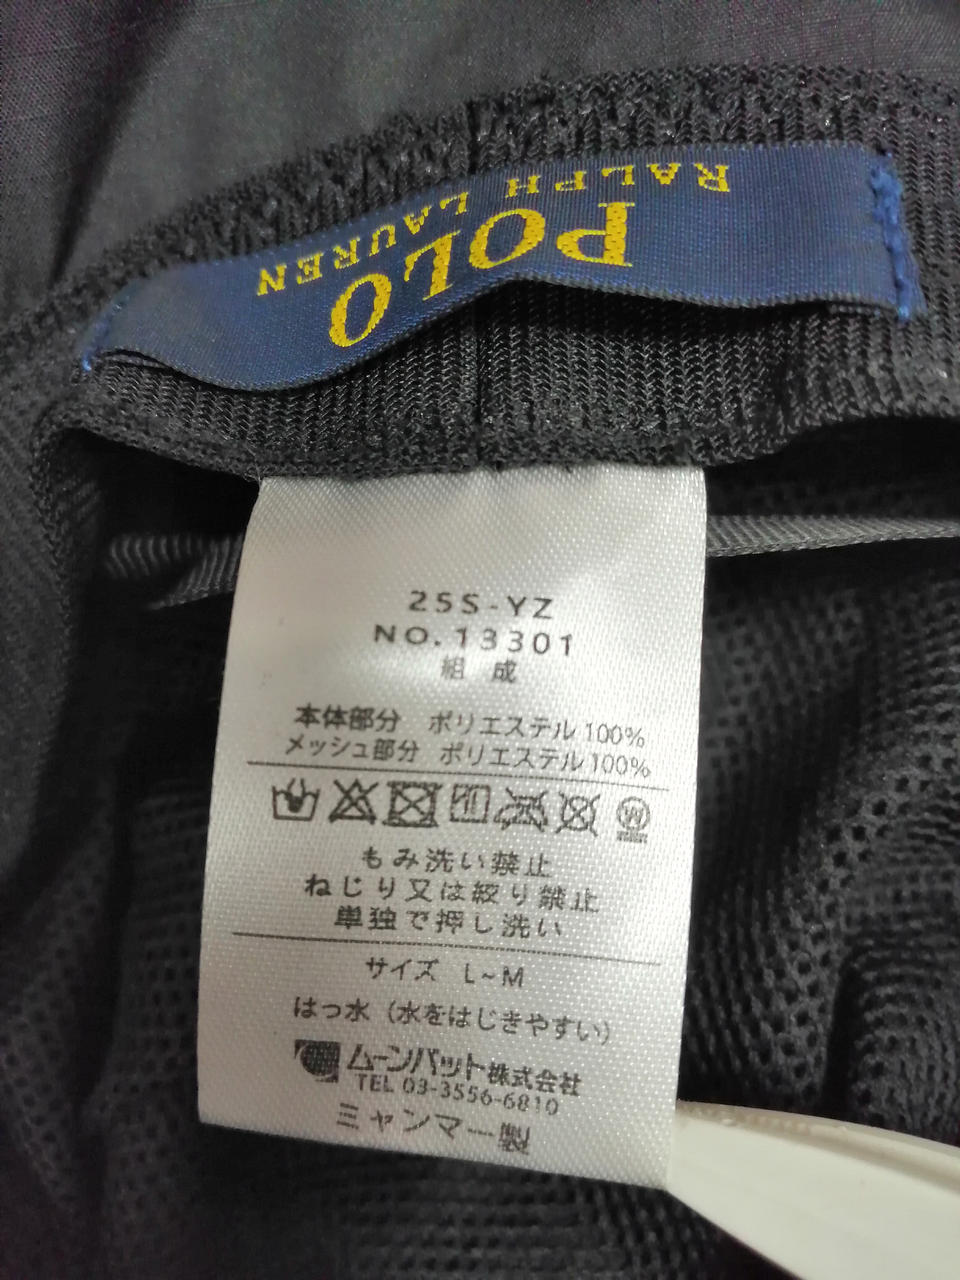 POLO
RALPH LAUREN
25S-YZ
NO.13301
組成
本体部分 ポリエステル100%
メッシュ部分 ポリエステル100%
W
もみ洗い禁止
ねじり又は絞り禁止
単独で押し洗い
サイズ L~M
はっ水(水をはじきやすい)
ムーンバット株式会社
TEL 03-3556-6810
ミャンマー製